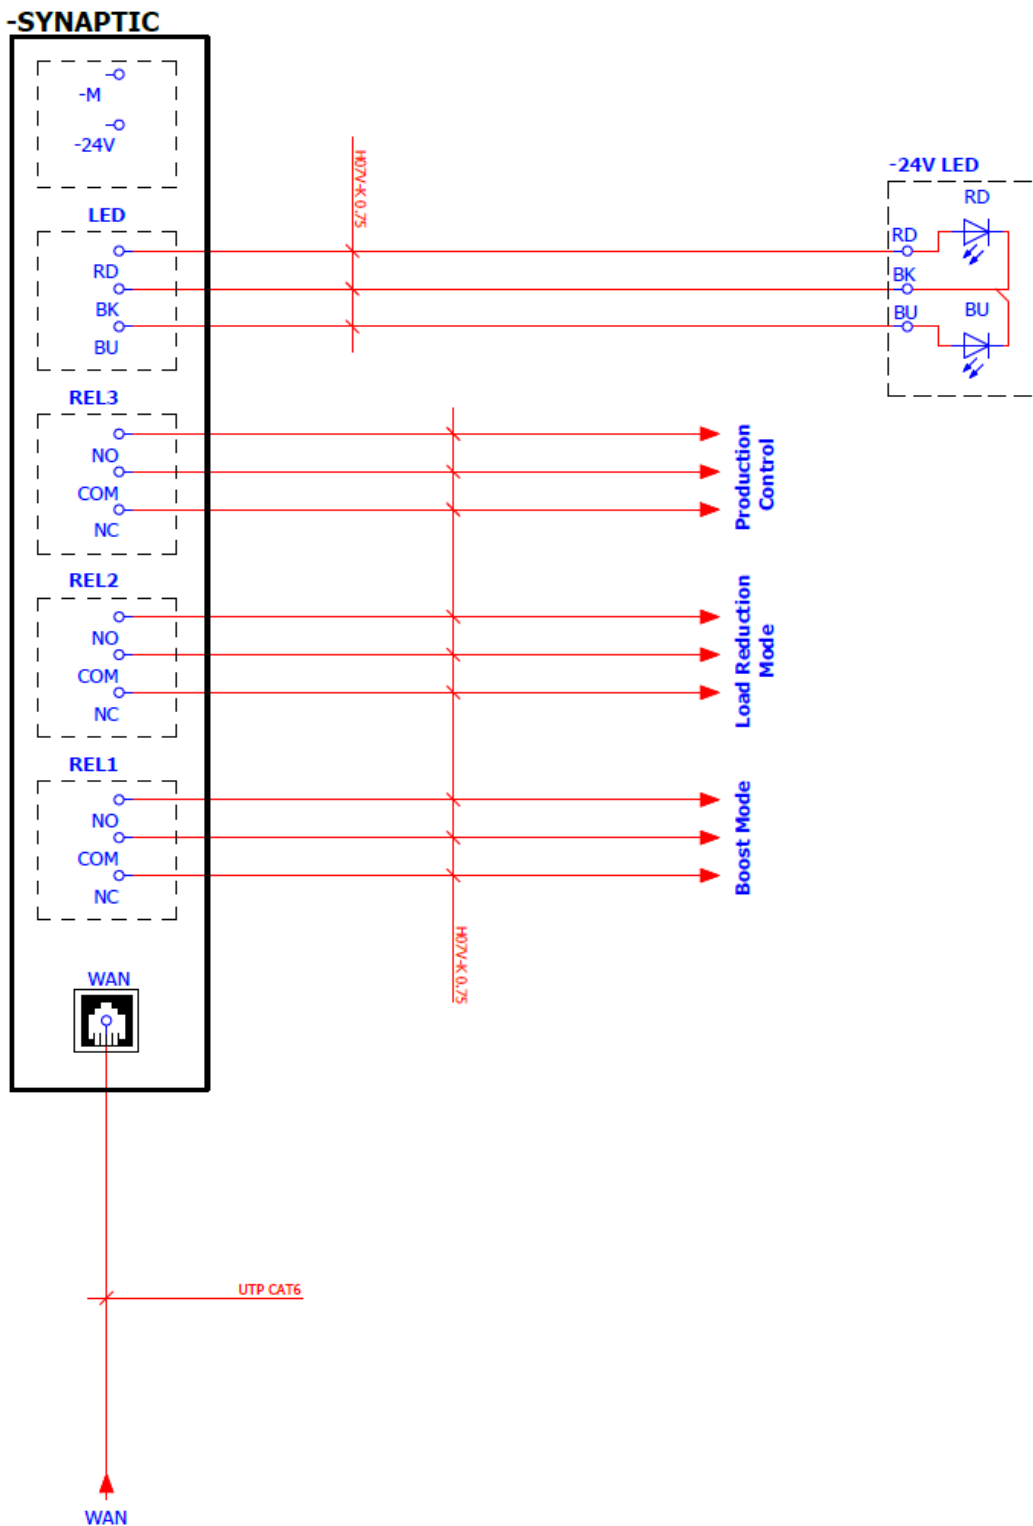 -SYNAPTIC
-M
-24V
LED
RD
BK
BU
H07V-K 0.75
-24V LED
RD
RD
BK
BU
BU
REL3
NO
COM
NC
Production
Control
REL2
NO
COM
NC
Load Reduction
Mode
REL1
NO
COM
NC
Boost Mode
H07V-K 0.75
WAN
UTP CAT6
WAN